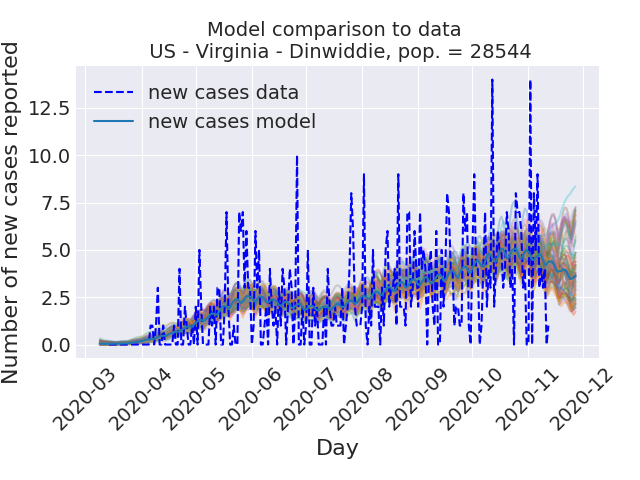 Model comparison to data
US - Virginia - Dinwiddie, pop. = 28544
Number of new cases reported
12.5
10.0
7.5
5.0
2.5
0.0
new cases data
new cases model
2020-03
2020-04
2020-05
2020-06
2020-07
2020-08
2020-09
2020-10
2020-11
2020-12
Day